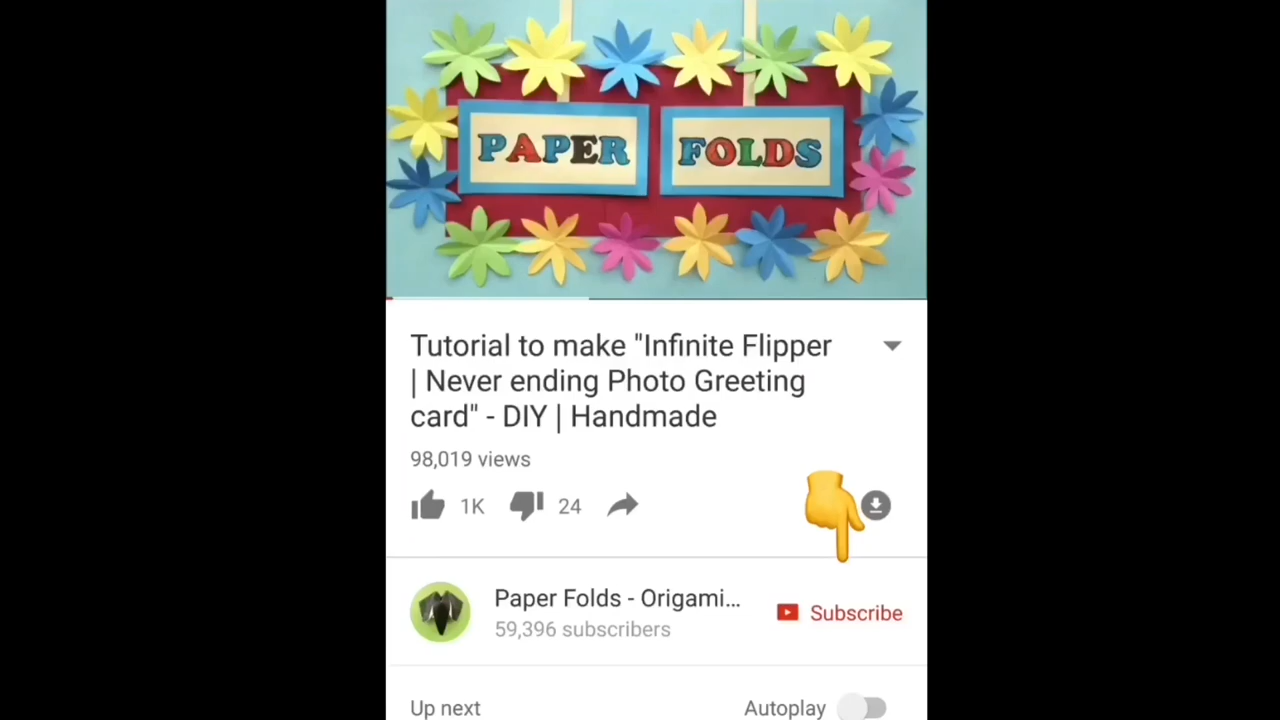 PAPER FOLDS
Tutorial to make "Infinite Flipper
| Never ending Photo Greeting
card" - DIY | Handmade
98,019 views
1K 24
Paper Folds - Origami...
Subscribe
59,396 subscribers
Up next Autoplay